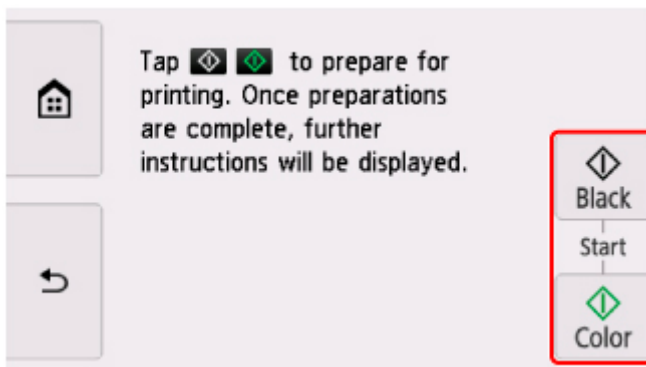 Tap to prepare for
printing. Once preparations
are complete, further
instructions will be displayed.
Black
Start
Color